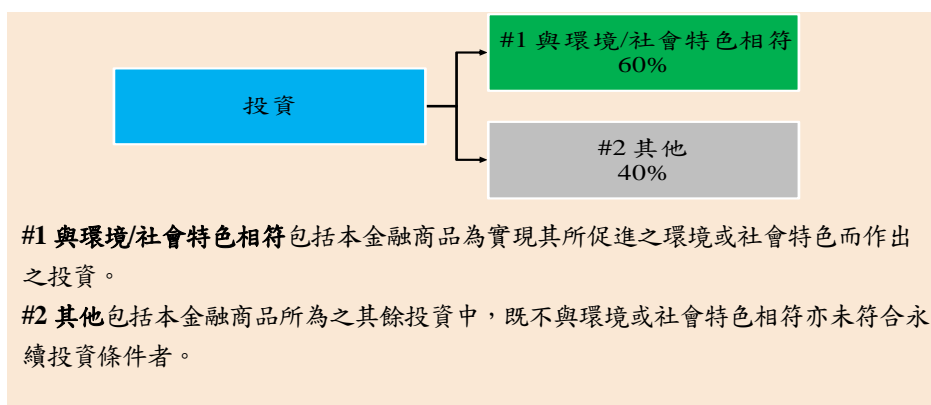 投資
#1 與環境/社會特色相符
60%
#2 其他
40%
#1 與環境/社會特色相符包括本金融商品為實現其所促進之環境或社會特色而作出
之投資。
#2 其他包括本金融商品所為之其餘投資中，既不與環境或社會特色相符亦未符合永
續投資條件者。